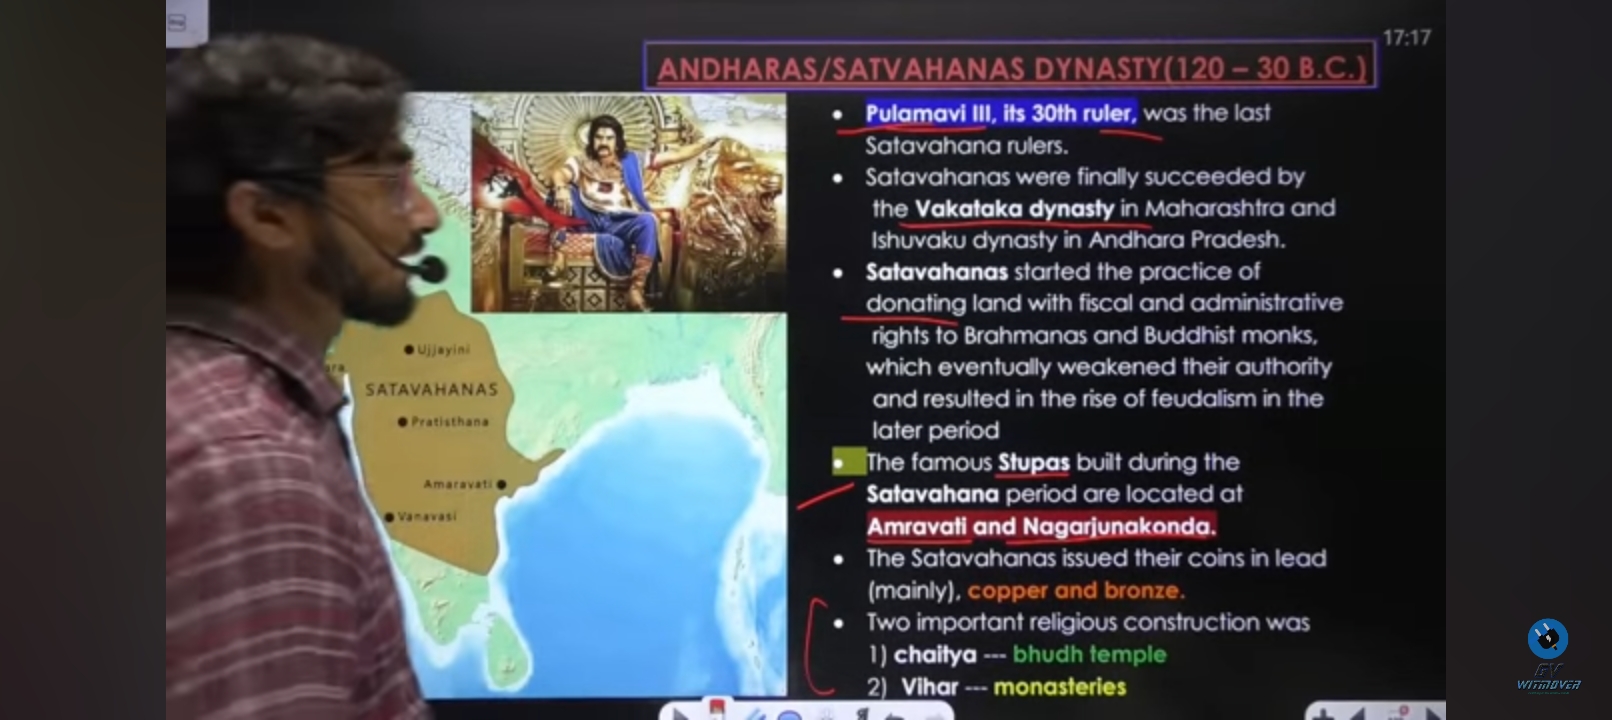 17:17
ANDHARAS/SATVAHANAS DYNASTY(120 – 30 B.C.)
• Pulamavi III, its 30th ruler, was the last
Satavahana rulers.
• Satavahanas were finally succeeded by
the Vakataka dynasty in Maharashtra and
Ishuvaku dynasty in Andhara Pradesh.
• Satavahanas started the practice of
donating land with fiscal and administrative
rights to Brahmanas and Buddhist monks,
which eventually weakened their authority
and resulted in the rise of feudalism in the
later period
• The famous Stupas built during the
Satavahana period are located at
Amravati and Nagarjunakonda.
• The Satavahanas issued their coins in lead
(mainly), copper and bronze.
• Two important religious construction was
1) chaitya --- bhudh temple
2) Vihar --- monasteries
Ujjayini
SATAVAHANAS
Pratisthana
Amaravati
Vanavasi
GK
WITMOVER